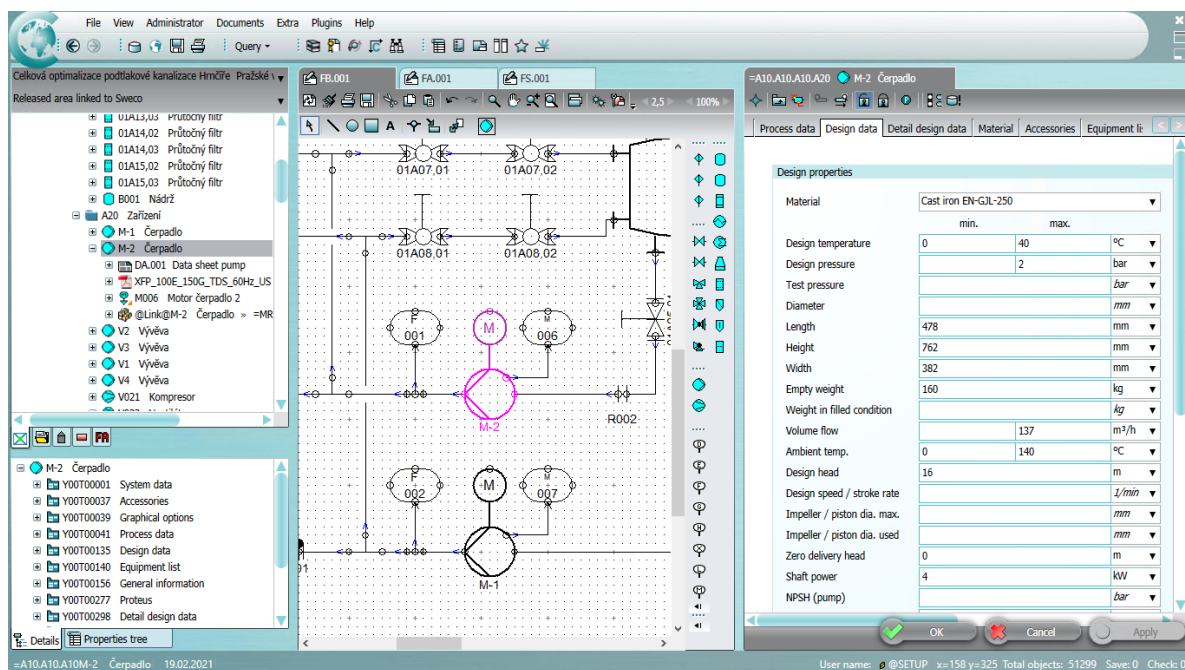 File View Administrator Documents Extra Plugins Help
Query
Celková optimalizace podtlakové kanalizace Hrnčíře Pražské
Released area linked to Sweco
01A13,03 Průtočný filtr
01A14,02 Průtočný filtr
01A14,03 Průtočný filtr
01A15,02 Průtočný filtr
01A15,03 Průtočný filtr
B001 Nádrž
A20 Zařízení
M-1 Čerpadlo
M-2 Čerpadlo
DA.001 Data sheet pump
XFP_100E_150G_TDS_60Hz_US
M006 Motor čerpadlo 2
@Link@M-2 Čerpadlo » =MR
V2 Vývěva
V3 Vývěva
V1 Vývěva
V4 Vývěva
V021 Kompresor
FA
M-2 Čerpadlo
Y00T00001 System data
Y00T00037 Accessories
Y00T00039 Graphical options
Y00T00041 Process data
Y00T00135 Design data
Y00T00140 Equipment list
Y00T00156 General information
Y00T00277 Proteus
Y00T00298 Detail design data
Details Properties tree
FB.001 FA.001 FS.001
2,5 100%
A
01A07,01 01A07,02
01A08,01 01A08,02
F 001 M M 006
M-2
R002
F 002 M M 007
M-1
=A10.A10.A10.A20 M-2 Čerpadlo
Process data Design data Detail design data Material Accessories Equipment li
Design properties
Material Cast iron EN-GJL-250
min. max.
Design temperature 0 40 °C
Design pressure 2 bar
Test pressure bar
Diameter mm
Length 478 mm
Height 762 mm
Width 382 mm
Empty weight 160 kg
Weight in filled condition kg
Volume flow 137 m³/h
Ambient temp. 0 140 °C
Design head 16 m
Design speed / stroke rate 1/min
Impeller / piston dia. max. mm
Impeller / piston dia. used mm
Zero delivery head 0 m
Shaft power 4 kW
NPSH (pump) bar
OK Cancel Apply
=A10.A10.A10M-2 Čerpadlo 19.02.2021
User name: @SETUP x=158 y=325 Total objects: 51299 Save: 0 Check: 0